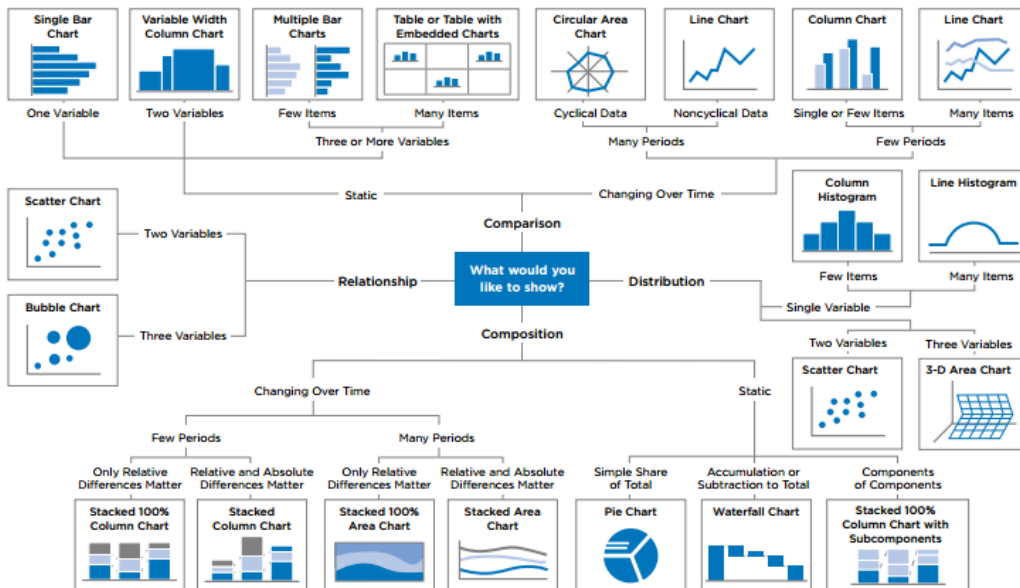 Single Bar
Chart
Variable Width
Column Chart
Multiple Bar
Charts
Table or Table with
Embedded Charts
Circular Area
Chart
Line Chart
Column Chart
Line Chart
One Variable
Two Variables
Few Items
Many Items
Cyclical Data
Noncyclical Data
Single or Few Items
Many Items
Three or More Variables
Many Periods
Few Periods
Static
Changing Over Time
Comparison
Scatter Chart
Two Variables
Column
Histogram
Line Histogram
Relationship
What would you
like to show?
Distribution
Few Items
Many Items
Single Variable
Bubble Chart
Three Variables
Composition
Two Variables
Three Variables
Scatter Chart
3-D Area Chart
Changing Over Time
Static
Few Periods
Many Periods
Only Relative
Differences Matter
Relative and Absolute
Differences Matter
Only Relative
Differences Matter
Relative and Absolute
Differences Matter
Simple Share
of Total
Accumulation or
Subtraction to Total
Components
of Components
Stacked 100%
Column Chart
Stacked
Column Chart
Stacked 100%
Area Chart
Stacked Area
Chart
Pie Chart
Waterfall Chart
Stacked 100%
Column Chart with
Subcomponents